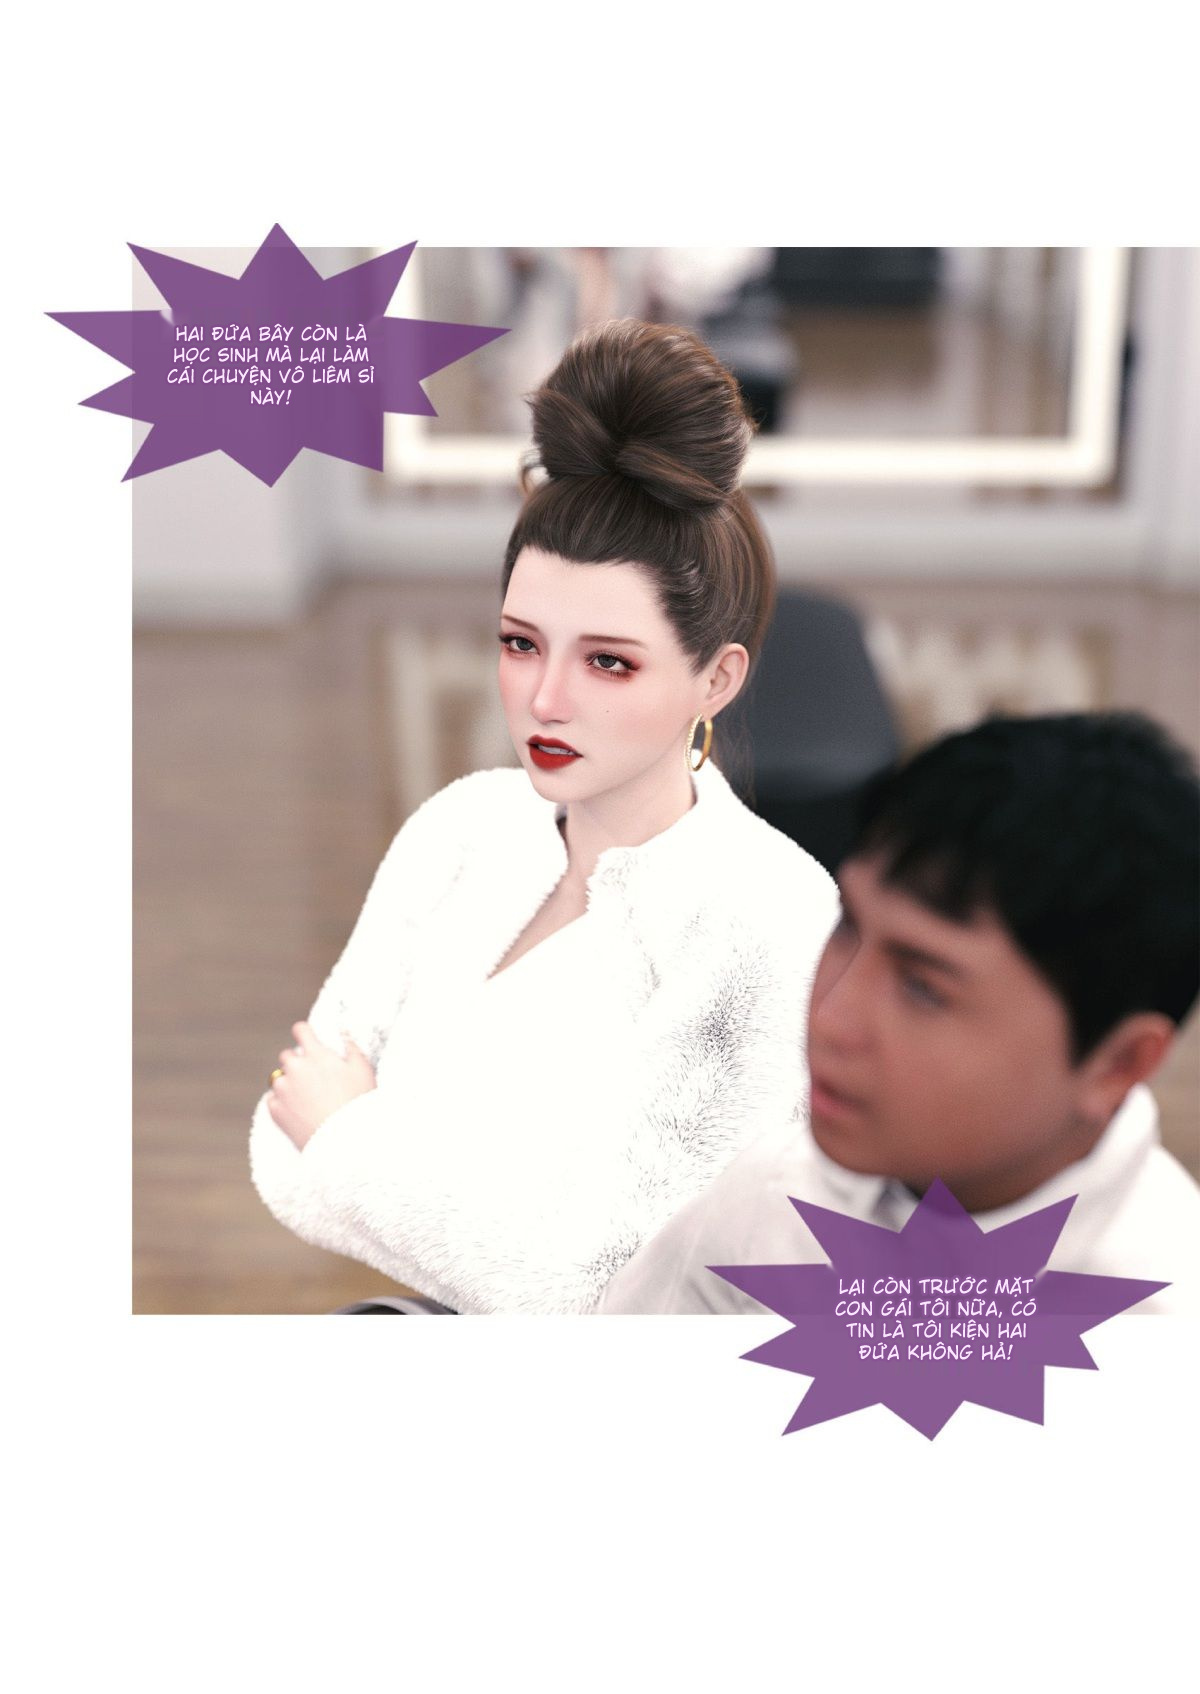 HAI ĐỨA BÂY CÒN LÀ
HỌC SINH MÀ LẠI LÀM
CÁI CHUYỆN VÔ LIÊM SỈ
NÀY!
LẠI CÒN TRƯỚC MẶT
CON GÁI TÔI NỮA, CÓ
TIN LÀ TÔI KIỆN HAI
ĐỨA KHÔNG HẢ!